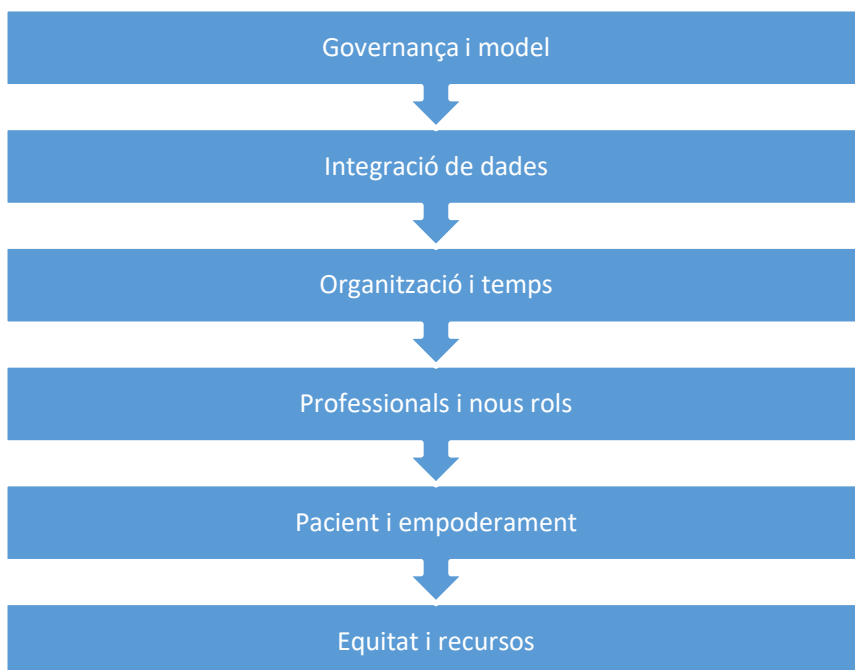 Governança i model
Integració de dades
Organització i temps
Professionals i nous rols
Pacient i empoderament
Equitat i recursos